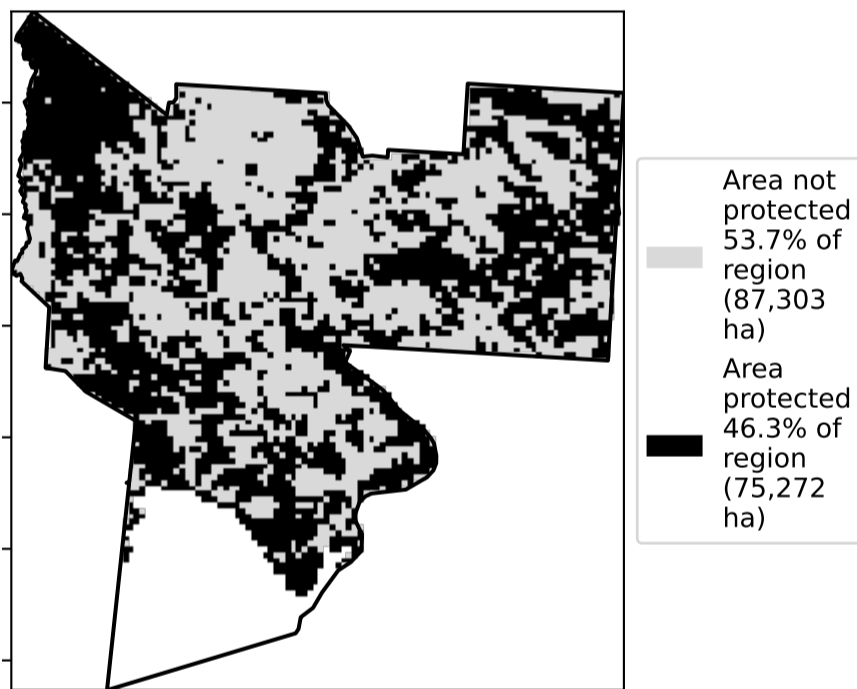 Area not
protected
53.7% of
region
(87,303
ha)
Area
protected
46.3% of
region
(75,272
ha)